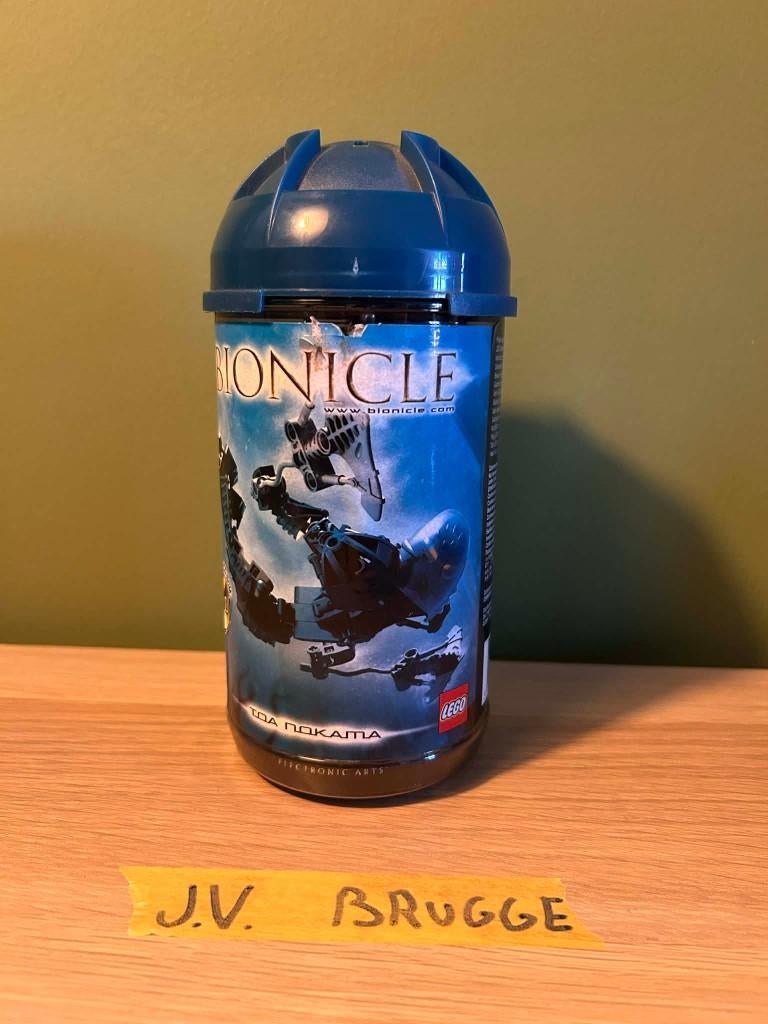 BIONICLE
www.bionicle.com
TOA NOKAMA
LEGO
ELECTRONIC ARTS
J.V. BRUGGE